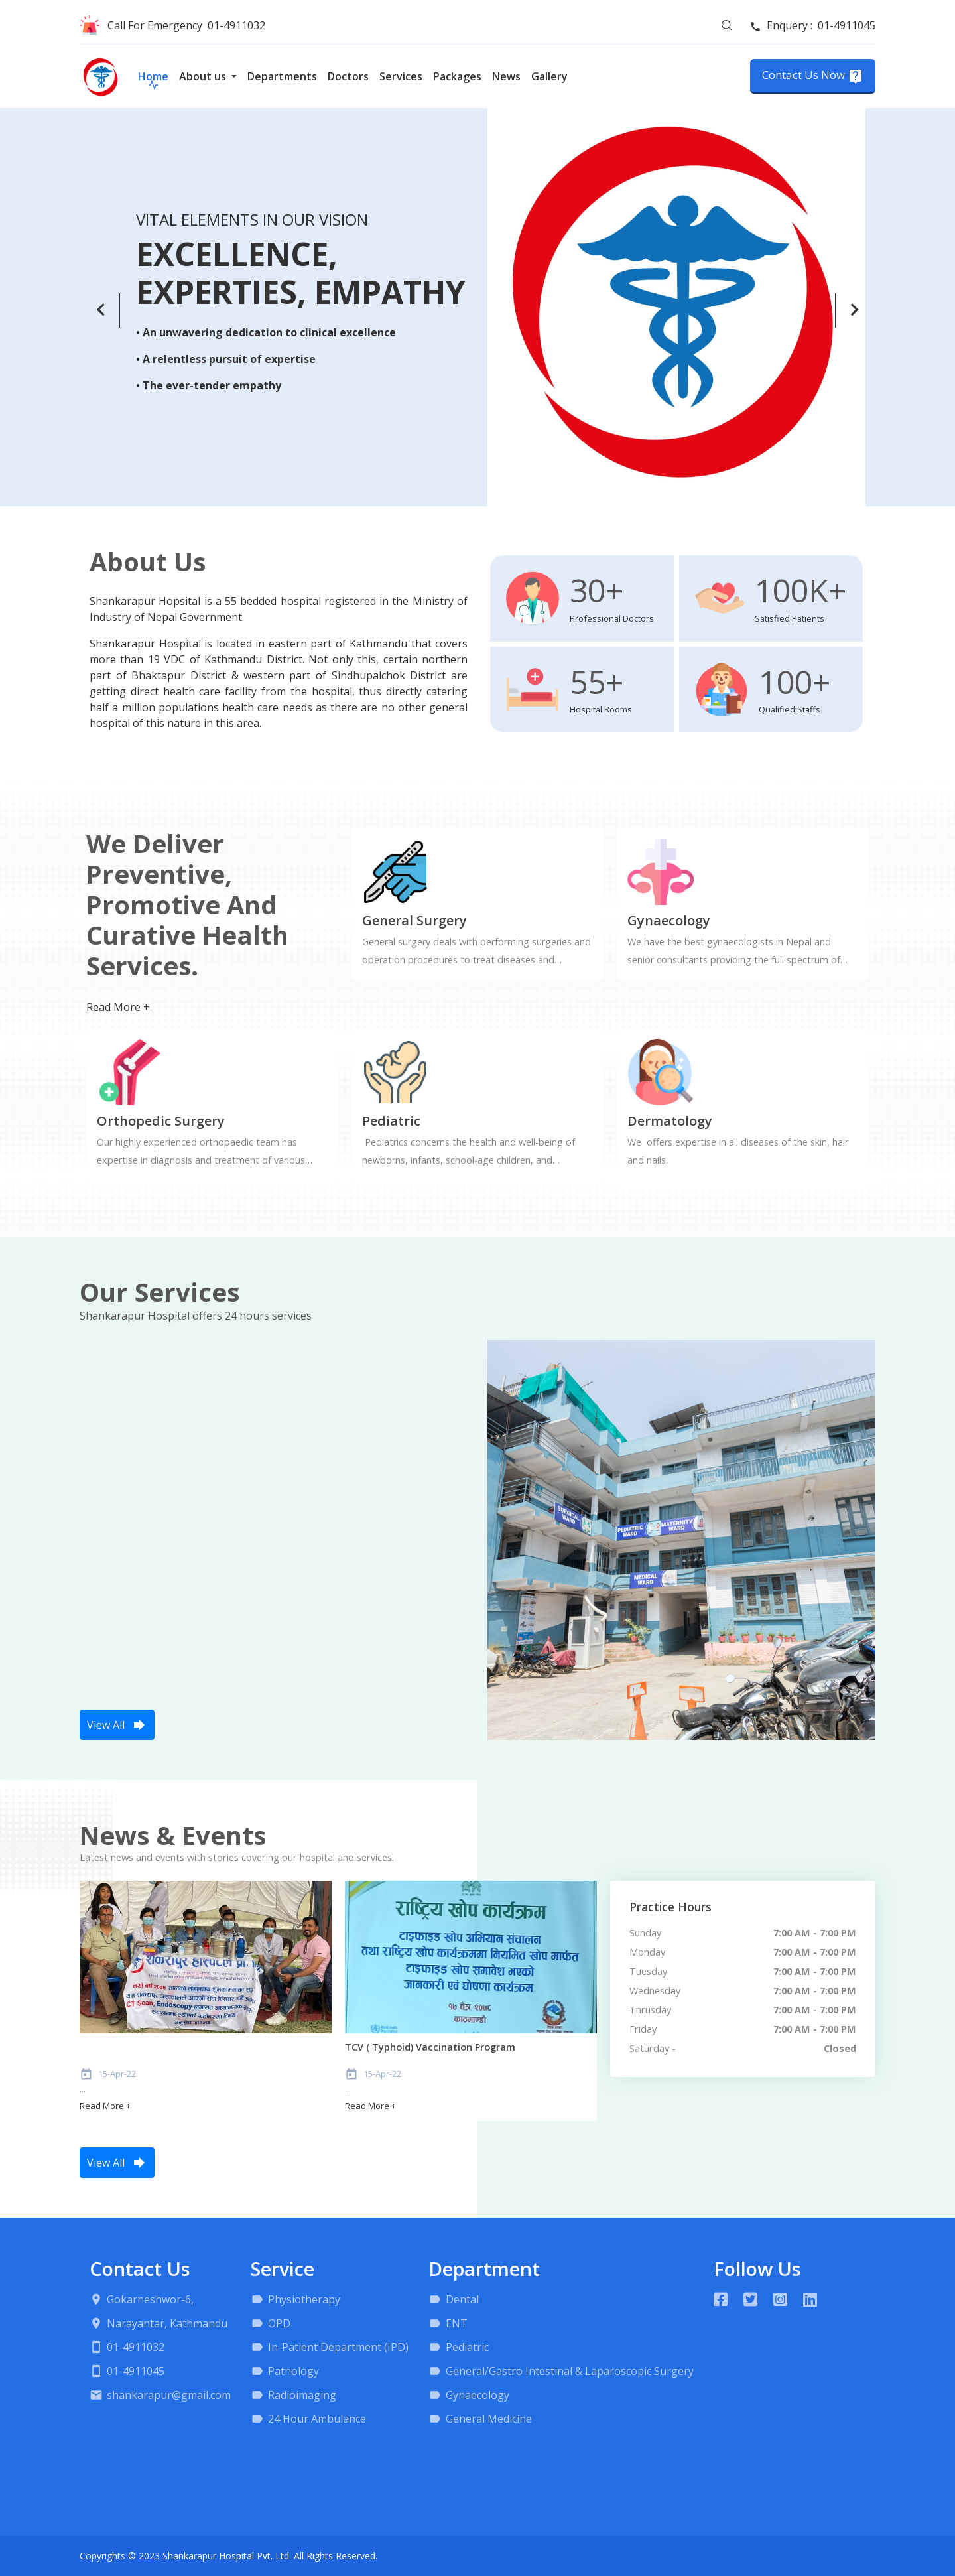 Call For Emergency 01-4911032
Enquery : 01-4911045
Home
About us
Departments
Doctors
Services
Packages
News
Gallery
Contact Us Now
VITAL ELEMENTS IN OUR VISION
EXCELLENCE,
EXPERTIES, EMPATHY
• An unwavering dedication to clinical excellence
• A relentless pursuit of expertise
• The ever-tender empathy
About Us
Shankarapur Hopsital is a 55 bedded hospital registered in the Ministry of
Industry of Nepal Government.
Shankarapur Hospital is located in eastern part of Kathmandu that covers
more than 19 VDC of Kathmandu District. Not only this, certain northern
part of Bhaktapur District & western part of Sindhupalchok District are
getting direct health care facility from the hospital, thus directly catering
half a million populations health care needs as there are no other general
hospital of this nature in this area.
30+
Professional Doctors
100K+
Satisfied Patients
55+
Hospital Rooms
100+
Qualified Staffs
We Deliver
Preventive,
Promotive And
Curative Health
Services.
Read More +
General Surgery
General surgery deals with performing surgeries and
operation procedures to treat diseases and...
Gynaecology
We have the best gynaecologists in Nepal and
senior consultants providing the full spectrum of...
Orthopedic Surgery
Our highly experienced orthopaedic team has
expertise in diagnosis and treatment of various...
Pediatric
Pediatrics concerns the health and well-being of
newborns, infants, school-age children, and...
Dermatology
We offers expertise in all diseases of the skin, hair
and nails.
Our Services
Shankarapur Hospital offers 24 hours services
SURGICAL
WARD
PEDIATRIC
WARD
MATERNITY
WARD
MEDICAL
WARD
View All
News & Events
Latest news and events with stories covering our hospital and services.
CT Scan, Endoscopy
राष्ट्रिय खोप कार्यक्रम
राष्ट्रिय खोप अभियान संचालन
तथा राष्ट्रिय खोप कार्यक्रममा नियमित खोप मार्फत
टाइफाइड खोप समावेश भएको
जानकारी एवं घोषणा कार्यक्रम
१७ चैत्र, २०७८
काठमाण्डौ
15-Apr-22
...
Read More +
TCV ( Typhoid) Vaccination Program
15-Apr-22
...
Read More +
Practice Hours
Sunday 7:00 AM - 7:00 PM
Monday 7:00 AM - 7:00 PM
Tuesday 7:00 AM - 7:00 PM
Wednesday 7:00 AM - 7:00 PM
Thrusday 7:00 AM - 7:00 PM
Friday 7:00 AM - 7:00 PM
Saturday - Closed
View All
Contact Us
Gokarneshwor-6,
Narayantar, Kathmandu
01-4911032
01-4911045
shankarapur@gmail.com
Service
Physiotherapy
OPD
In-Patient Department (IPD)
Pathology
Radioimaging
24 Hour Ambulance
Department
Dental
ENT
Pediatric
General/Gastro Intestinal & Laparoscopic Surgery
Gynaecology
General Medicine
Follow Us
Copyrights © 2023 Shankarapur Hospital Pvt. Ltd. All Rights Reserved.